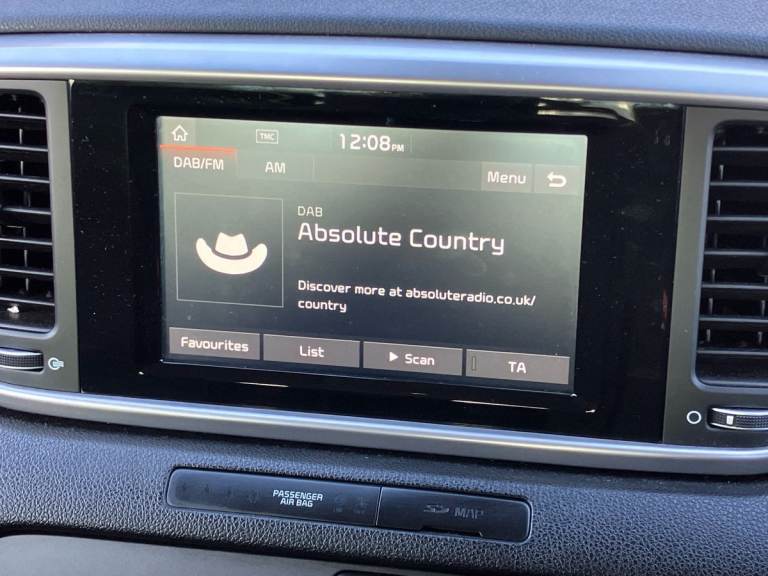 TMC
12:08PM
DAB/FM
AM
Menu
DAB
Absolute Country
Discover more at absoluteradio.co.uk/
country
Favourites
List
Scan
TA
PASSENGER
AIR BAG
SD MAP